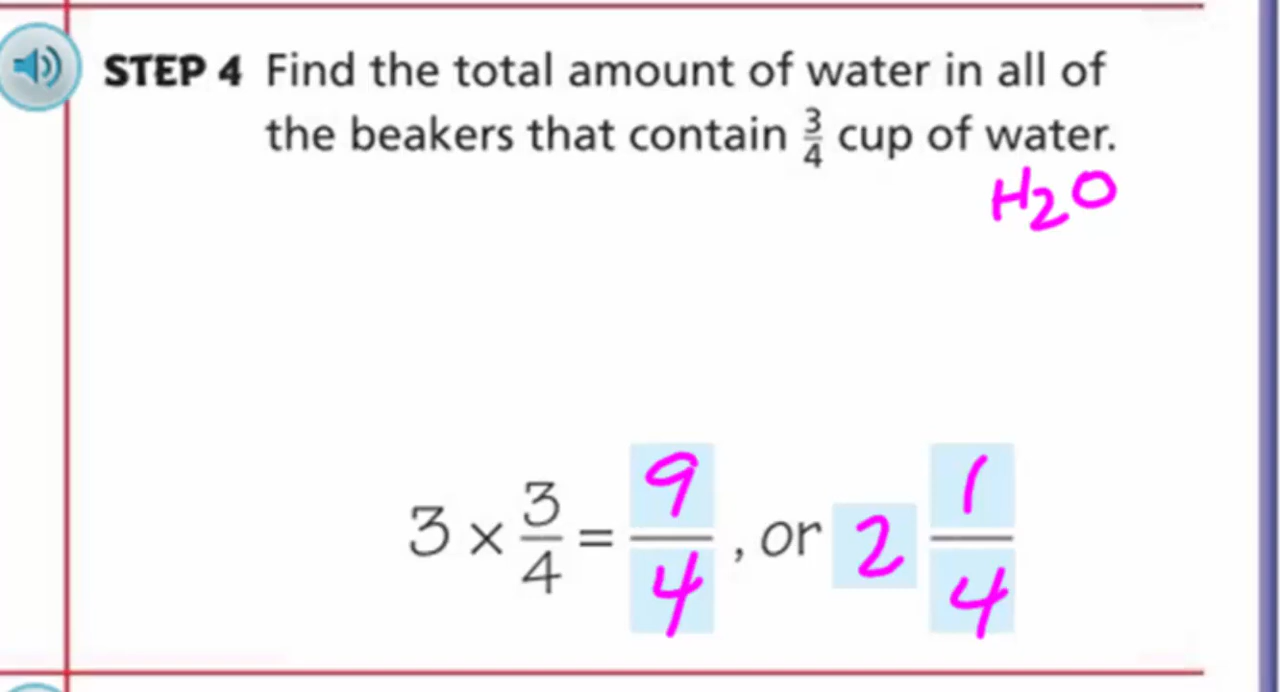 STEP 4 Find the total amount of water in all of
the beakers that contain 3/4 cup of water.
H2O
3 × 3/4 = 9/4, or 2 1/4